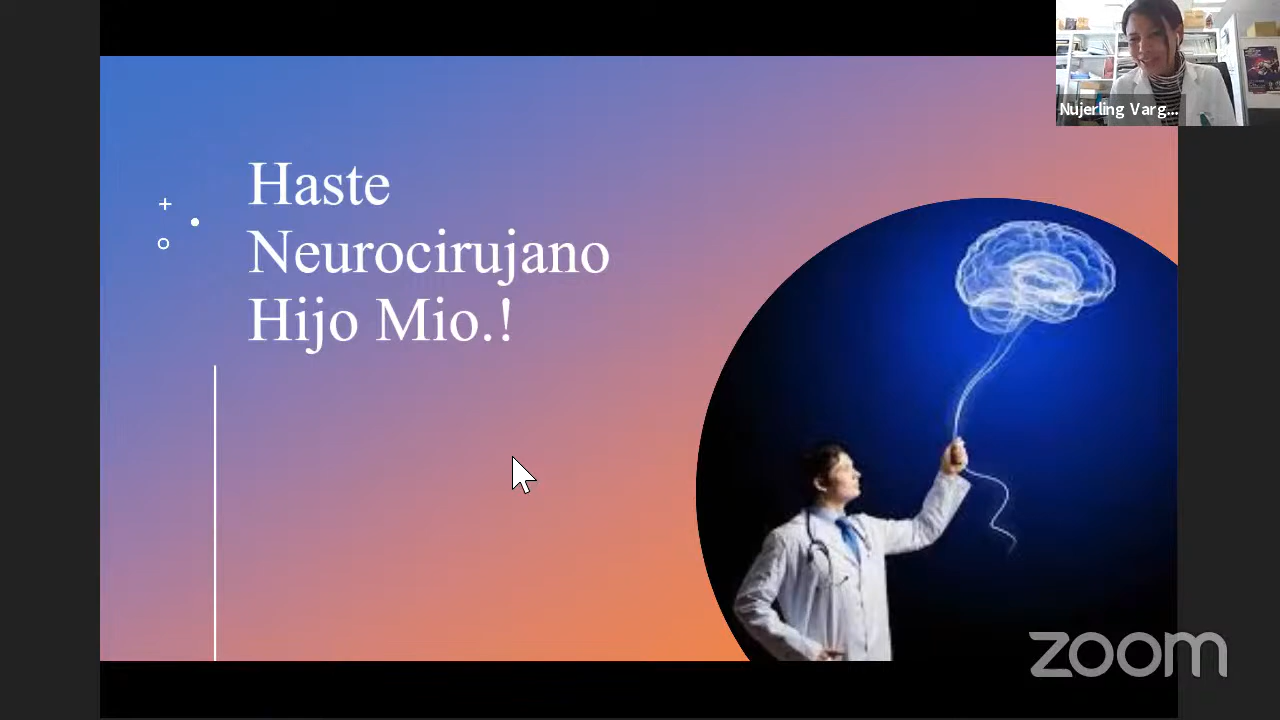 Nujerling Varg...
Haste
Neurocirujano
Hijo Mio.!
zoom